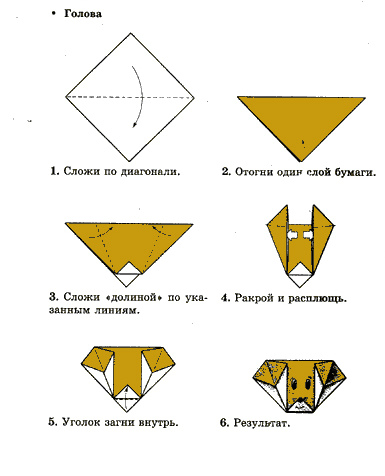 • Голова
1. Сложи по диагонали.
2. Отогни один слой бумаги.
3. Сложи «долиной» по ука-
занным линиям.
4. Ракрой и расплющь.
5. Уголок загни внутрь.
6. Результат.